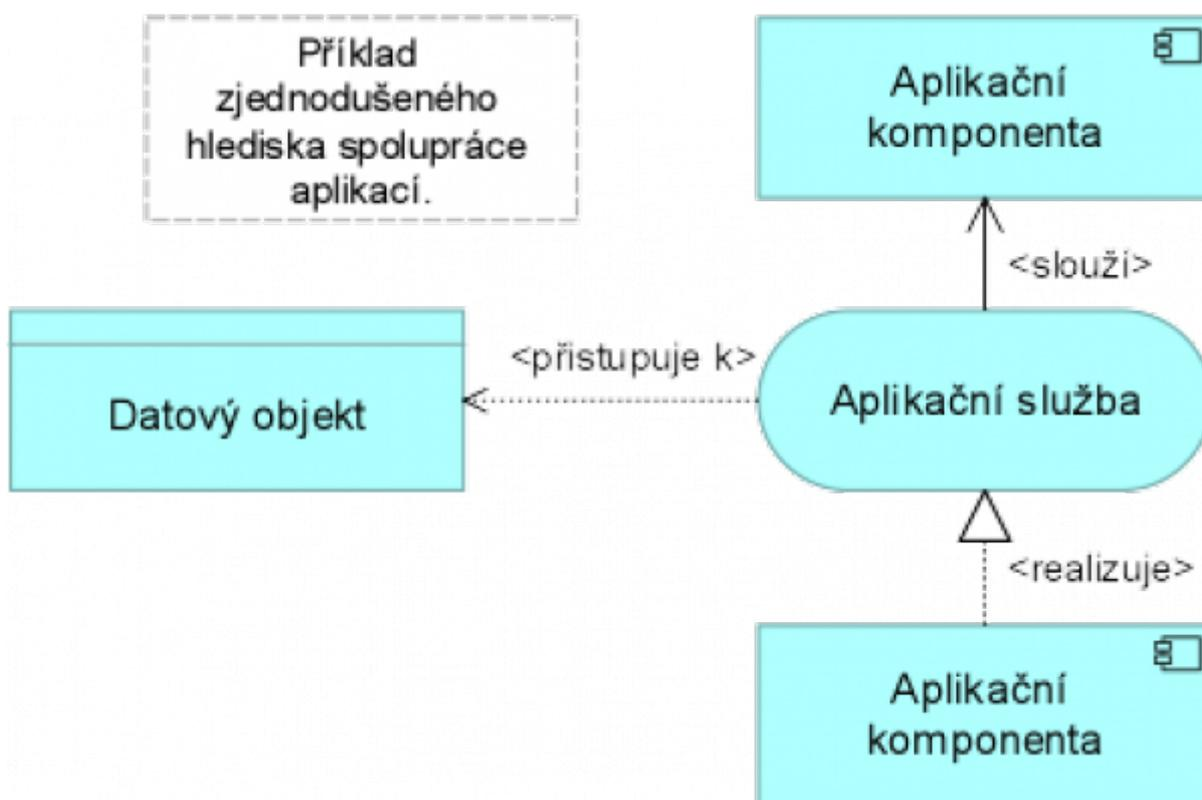 Příklad
zjednodušeného
hlediska spolupráce
aplikací.
Aplikační
komponenta
<slouží>
<přistupuje k>
Datový objekt
Aplikační služba
<realizuje>
Aplikační
komponenta